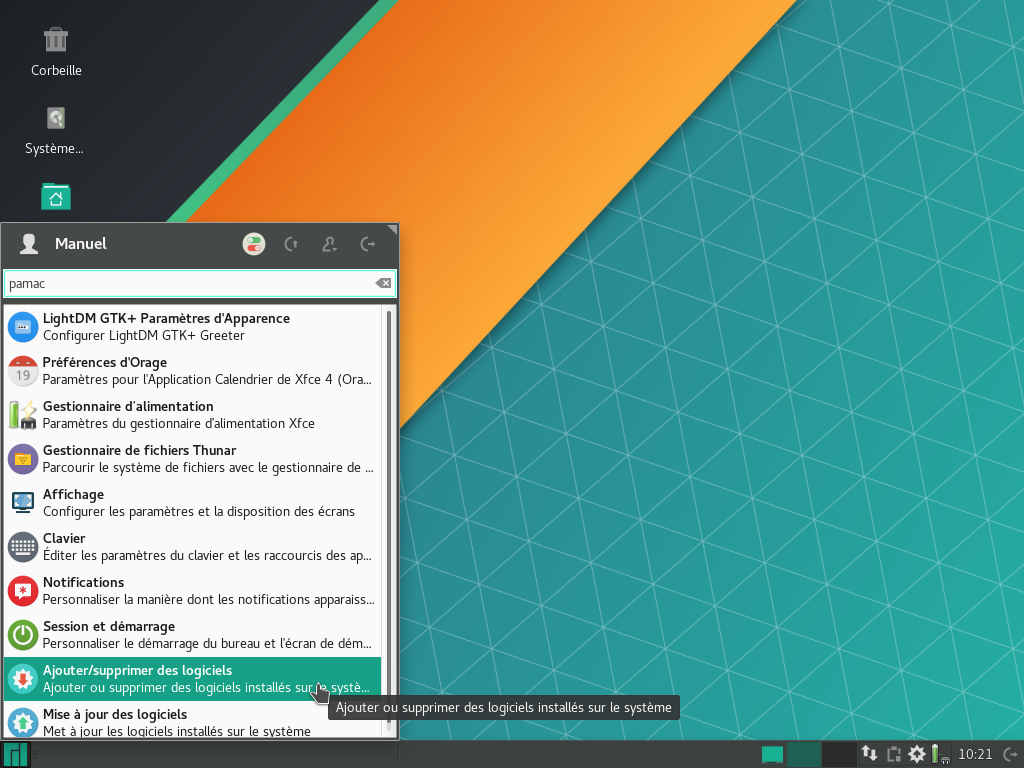 Corbeille
Système...
Manuel
pamac
LightDM GTK+ Paramètres d'Apparence
Configurer LightDM GTK+ Greeter
19
Préférences d'Orage
Paramètres pour l'Application Calendrier de Xfce 4 (Ora...
Gestionnaire d'alimentation
Paramètres du gestionnaire d'alimentation Xfce
Gestionnaire de fichiers Thunar
Parcourir le système de fichiers avec le gestionnaire de ...
Affichage
Configurer les paramètres et la disposition des écrans
Clavier
Éditer les paramètres du clavier et les raccourcis des ap...
Notifications
Personnaliser la manière dont les notifications apparaiss...
Session et démarrage
Personnaliser le démarrage du bureau et l'écran de dém...
Ajouter/supprimer des logiciels
Ajouter ou supprimer des logiciels installés sur le systè...
Ajouter ou supprimer des logiciels installés sur le système
Mise à jour des logiciels
Met à jour les logiciels installés sur le système
10:21